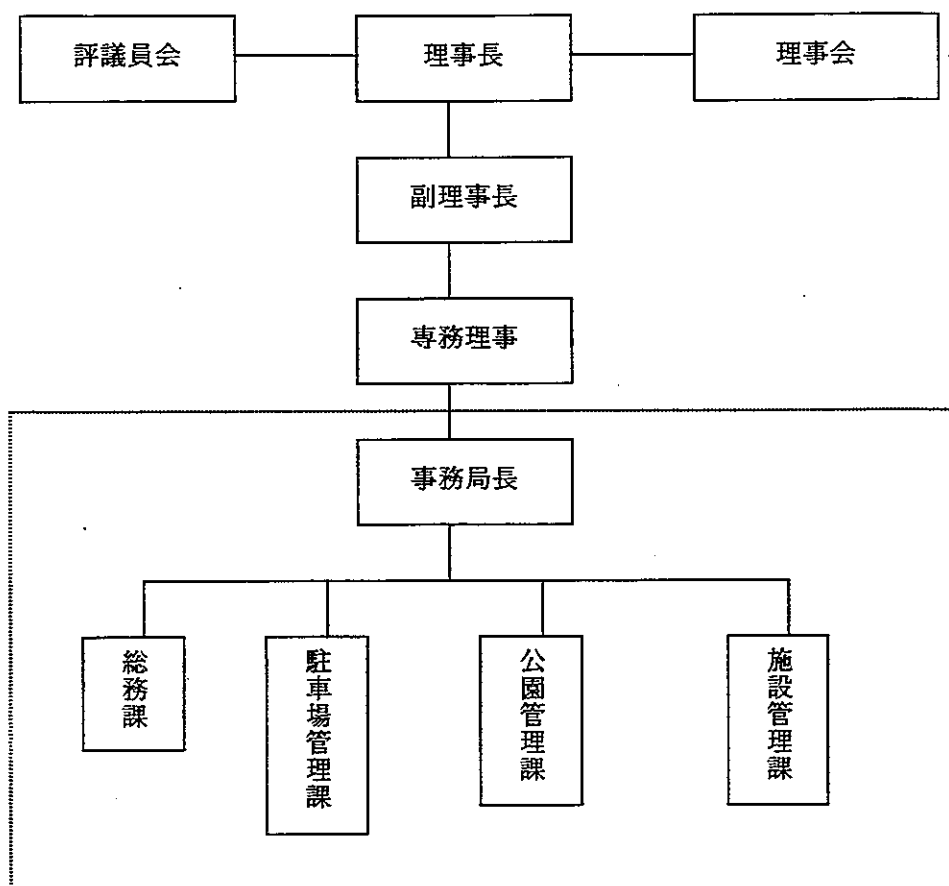 評議員会
理事長
理事会
副理事長
専務理事
事務局長
総務課
駐車場管理課
公園管理課
施設管理課